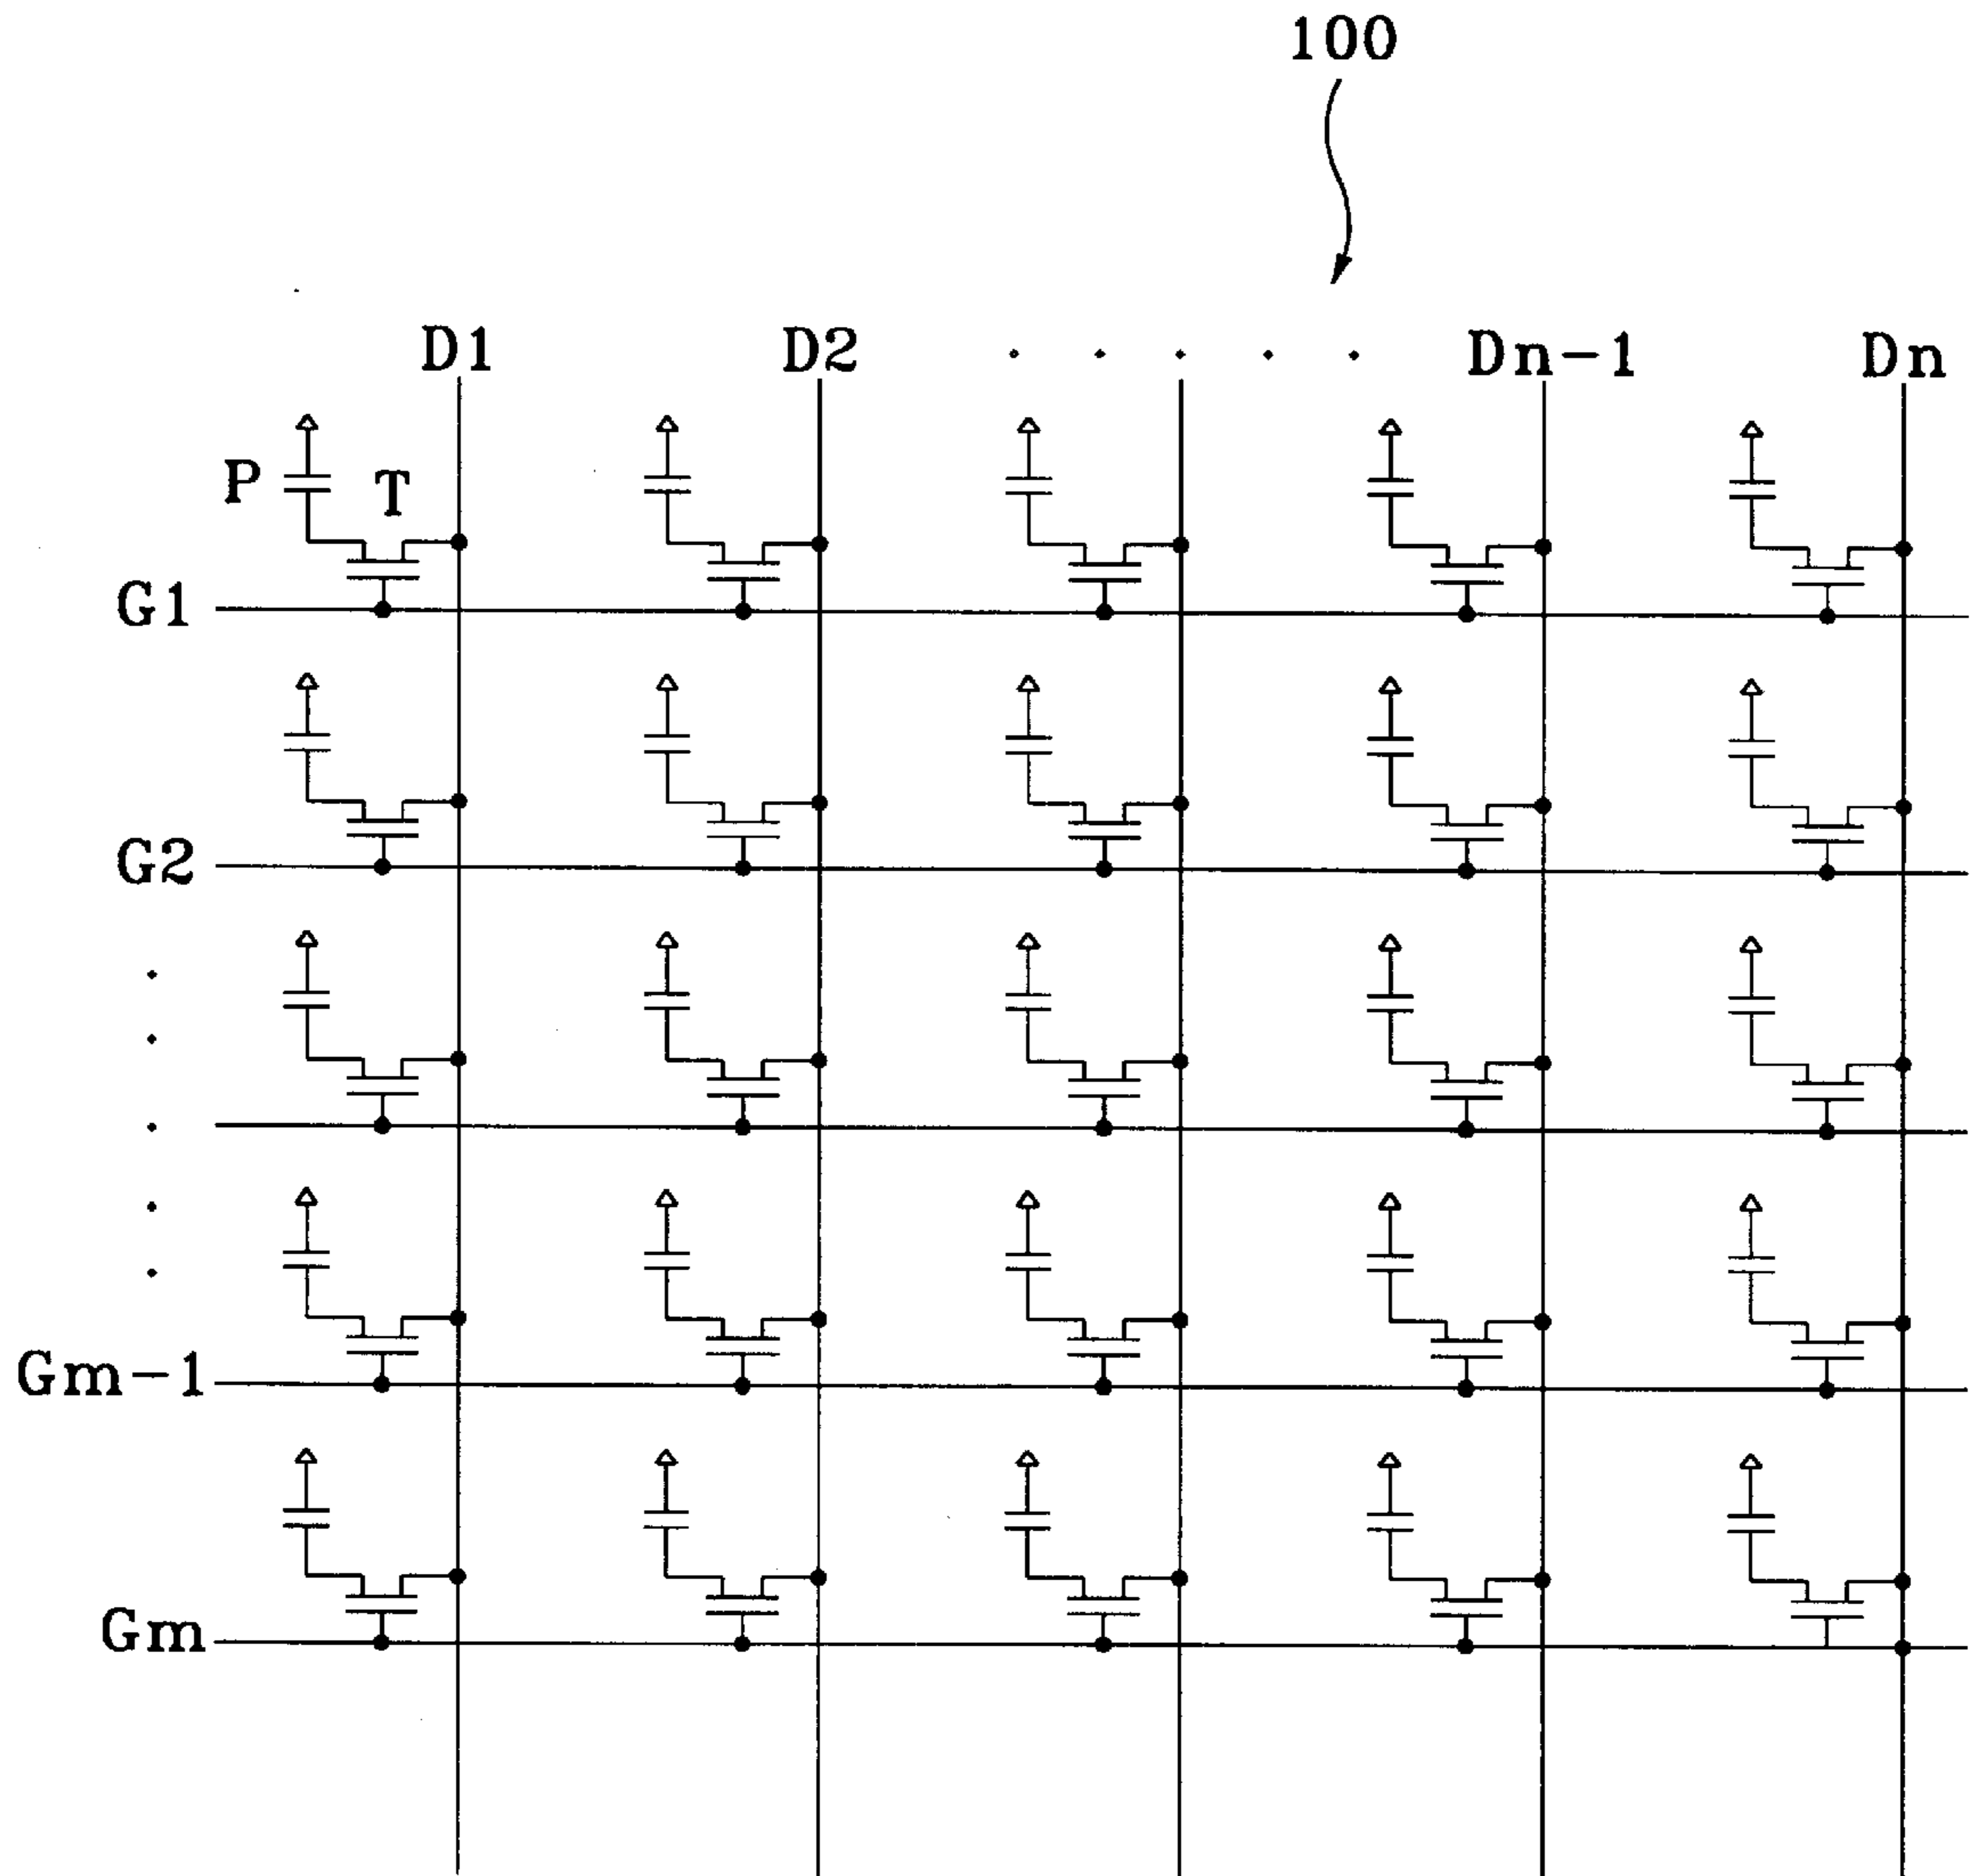 100
D1 D2 . . . . . Dn-1 Dn
P T
G1
G2
.
.
.
.
.
Gm-1
Gm